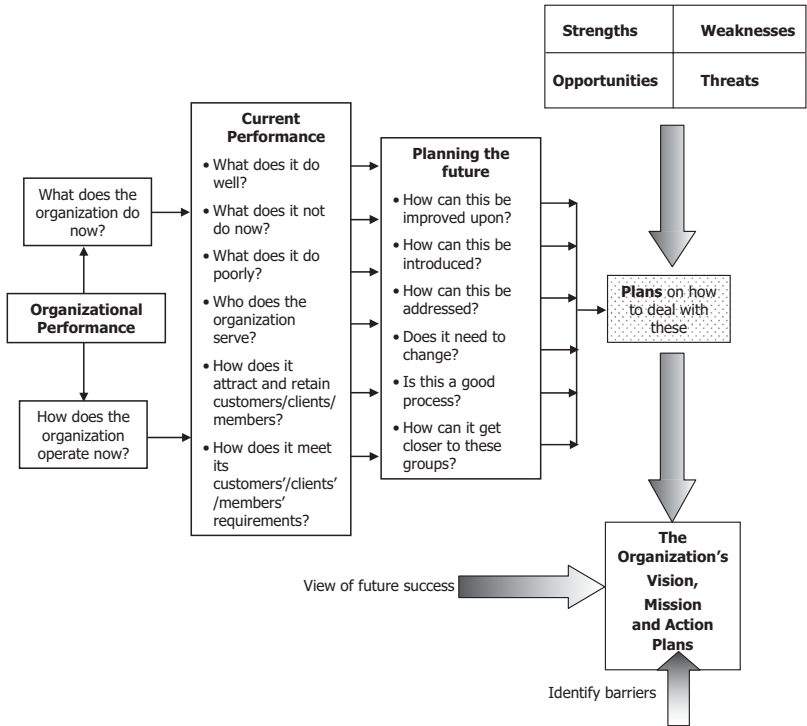 Strengths
Weaknesses
Opportunities
Threats
What does the
organization do
now?
Organizational
Performance
How does the
organization
operate now?
Current
Performance
• What does it do
well?
• What does it not
do now?
• What does it do
poorly?
• Who does the
organization
serve?
• How does it
attract and retain
customers/clients/
members?
• How does it meet
its
customers’/clients’
/members’
requirements?
Planning the
future
• How can this be
improved upon?
• How can this be
introduced?
• How can this be
addressed?
• Does it need to
change?
• Is this a good
process?
• How can it get
closer to these
groups?
Plans on how
to deal with
these
View of future success
The
Organization’s
Vision,
Mission
and Action
Plans
Identify barriers